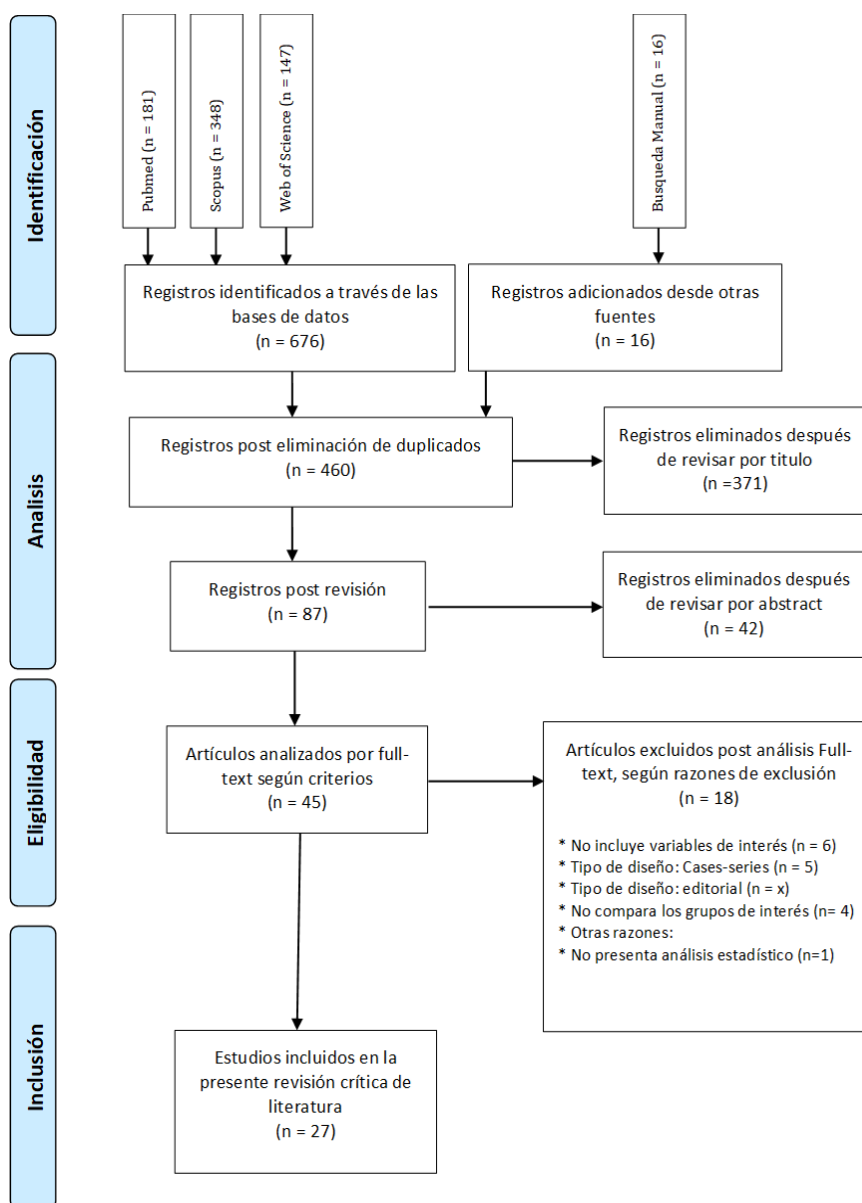 Identificación
Pubmed (n = 181)
Scopus (n = 348)
Web of Science (n = 147)
Busqueda Manual (n = 16)
Registros identificados a través de las
bases de datos
(n = 676)
Registros adicionados desde otras
fuentes
(n = 16)
Analisis
Registros post eliminación de duplicados
(n = 460)
Registros eliminados después
de revisar por titulo
(n =371)
Registros post revisión
(n = 87)
Registros eliminados después
de revisar por abstract
(n = 42)
Eligibilidad
Artículos analizados por full-
text según criterios
(n = 45)
Artículos excluidos post análisis Full-
text, según razones de exclusión
(n = 18)
* No incluye variables de interés (n = 6)
* Tipo de diseño: Cases-series (n = 5)
* Tipo de diseño: editorial (n = x)
* No compara los grupos de interés (n= 4)
* Otras razones:
* No presenta análisis estadístico (n=1)
Inclusión
Estudios incluidos en la
presente revisión crítica de
literatura
(n = 27)